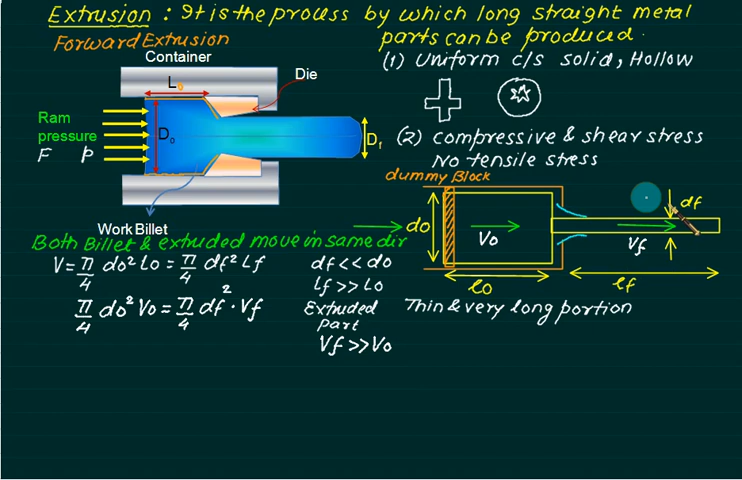 Extrusion : It is the process by which long straight metal
parts can be produced.
Forward Extrusion
Container
Die
L₀
D₀
D₁
Ram
pressure
F p
Work Billet
(1) Uniform c/s solid, Hollow
(2) compressive & shear stress
No tensile stress
dummy Block
do
Vo
df
Vf
lo
lf
Both Billet & extruded move in same dir
V = π/4 do² Lo = π/4 df² Lf
π/4 do² Vo = π/4 df² · Vf
df << do
lf >> Lo
Extruded
part
Vf >> Vo
Thin & very long portion